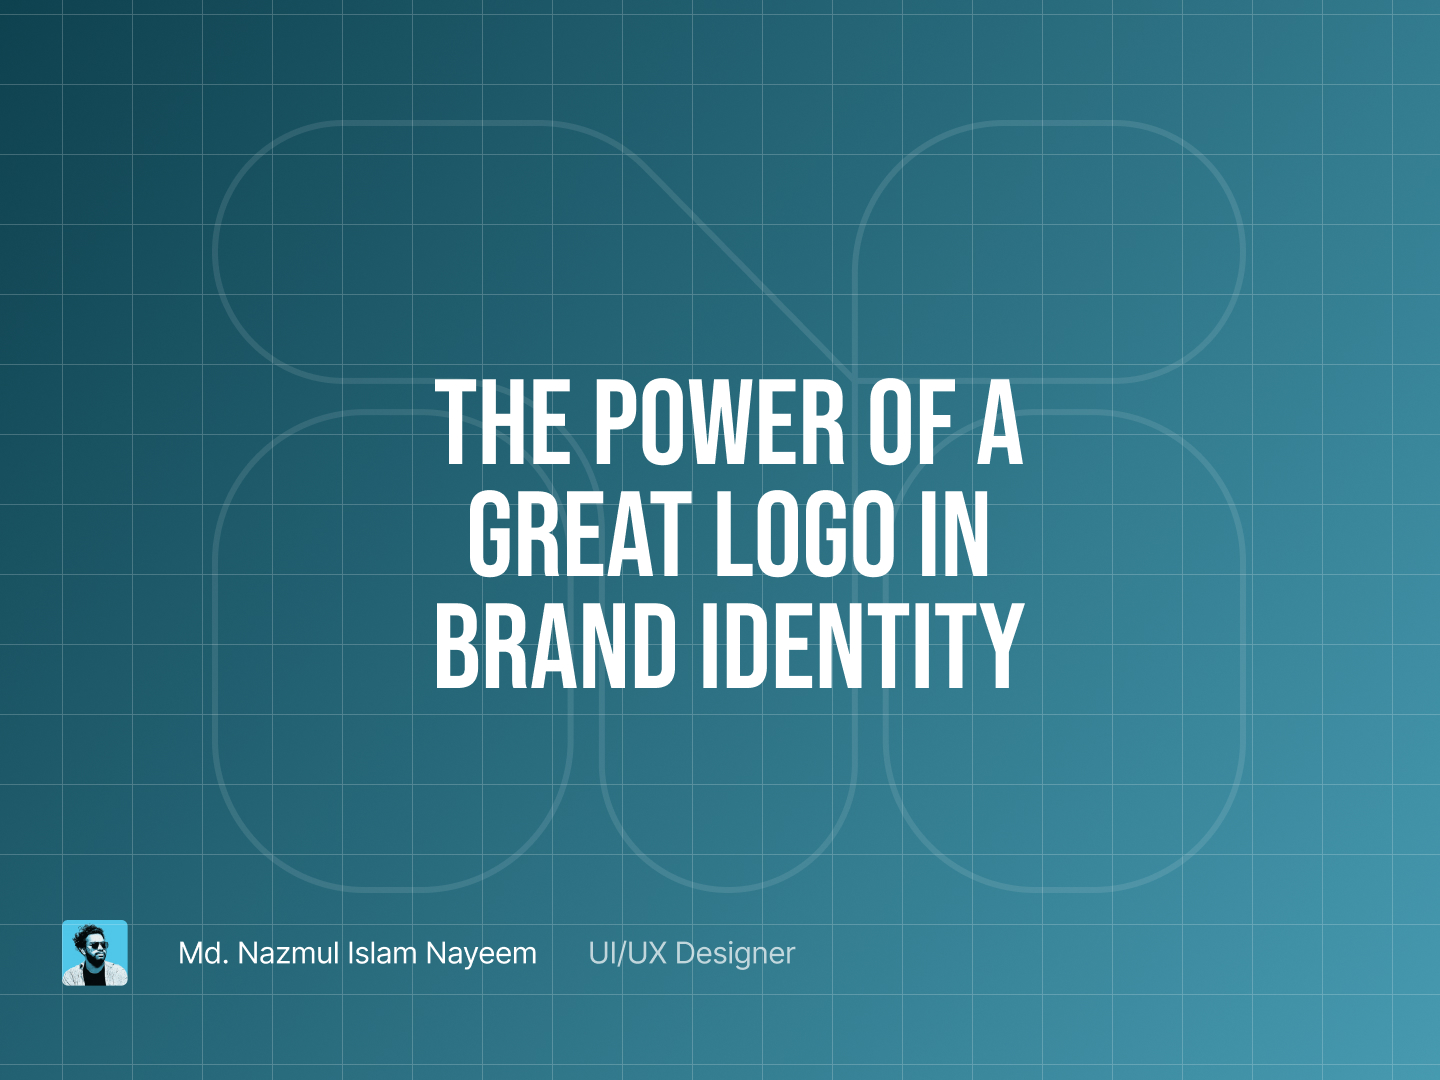 THE POWER OF A
GREAT LOGO IN
BRAND IDENTITY
Md. Nazmul Islam Nayeem UI/UX Designer